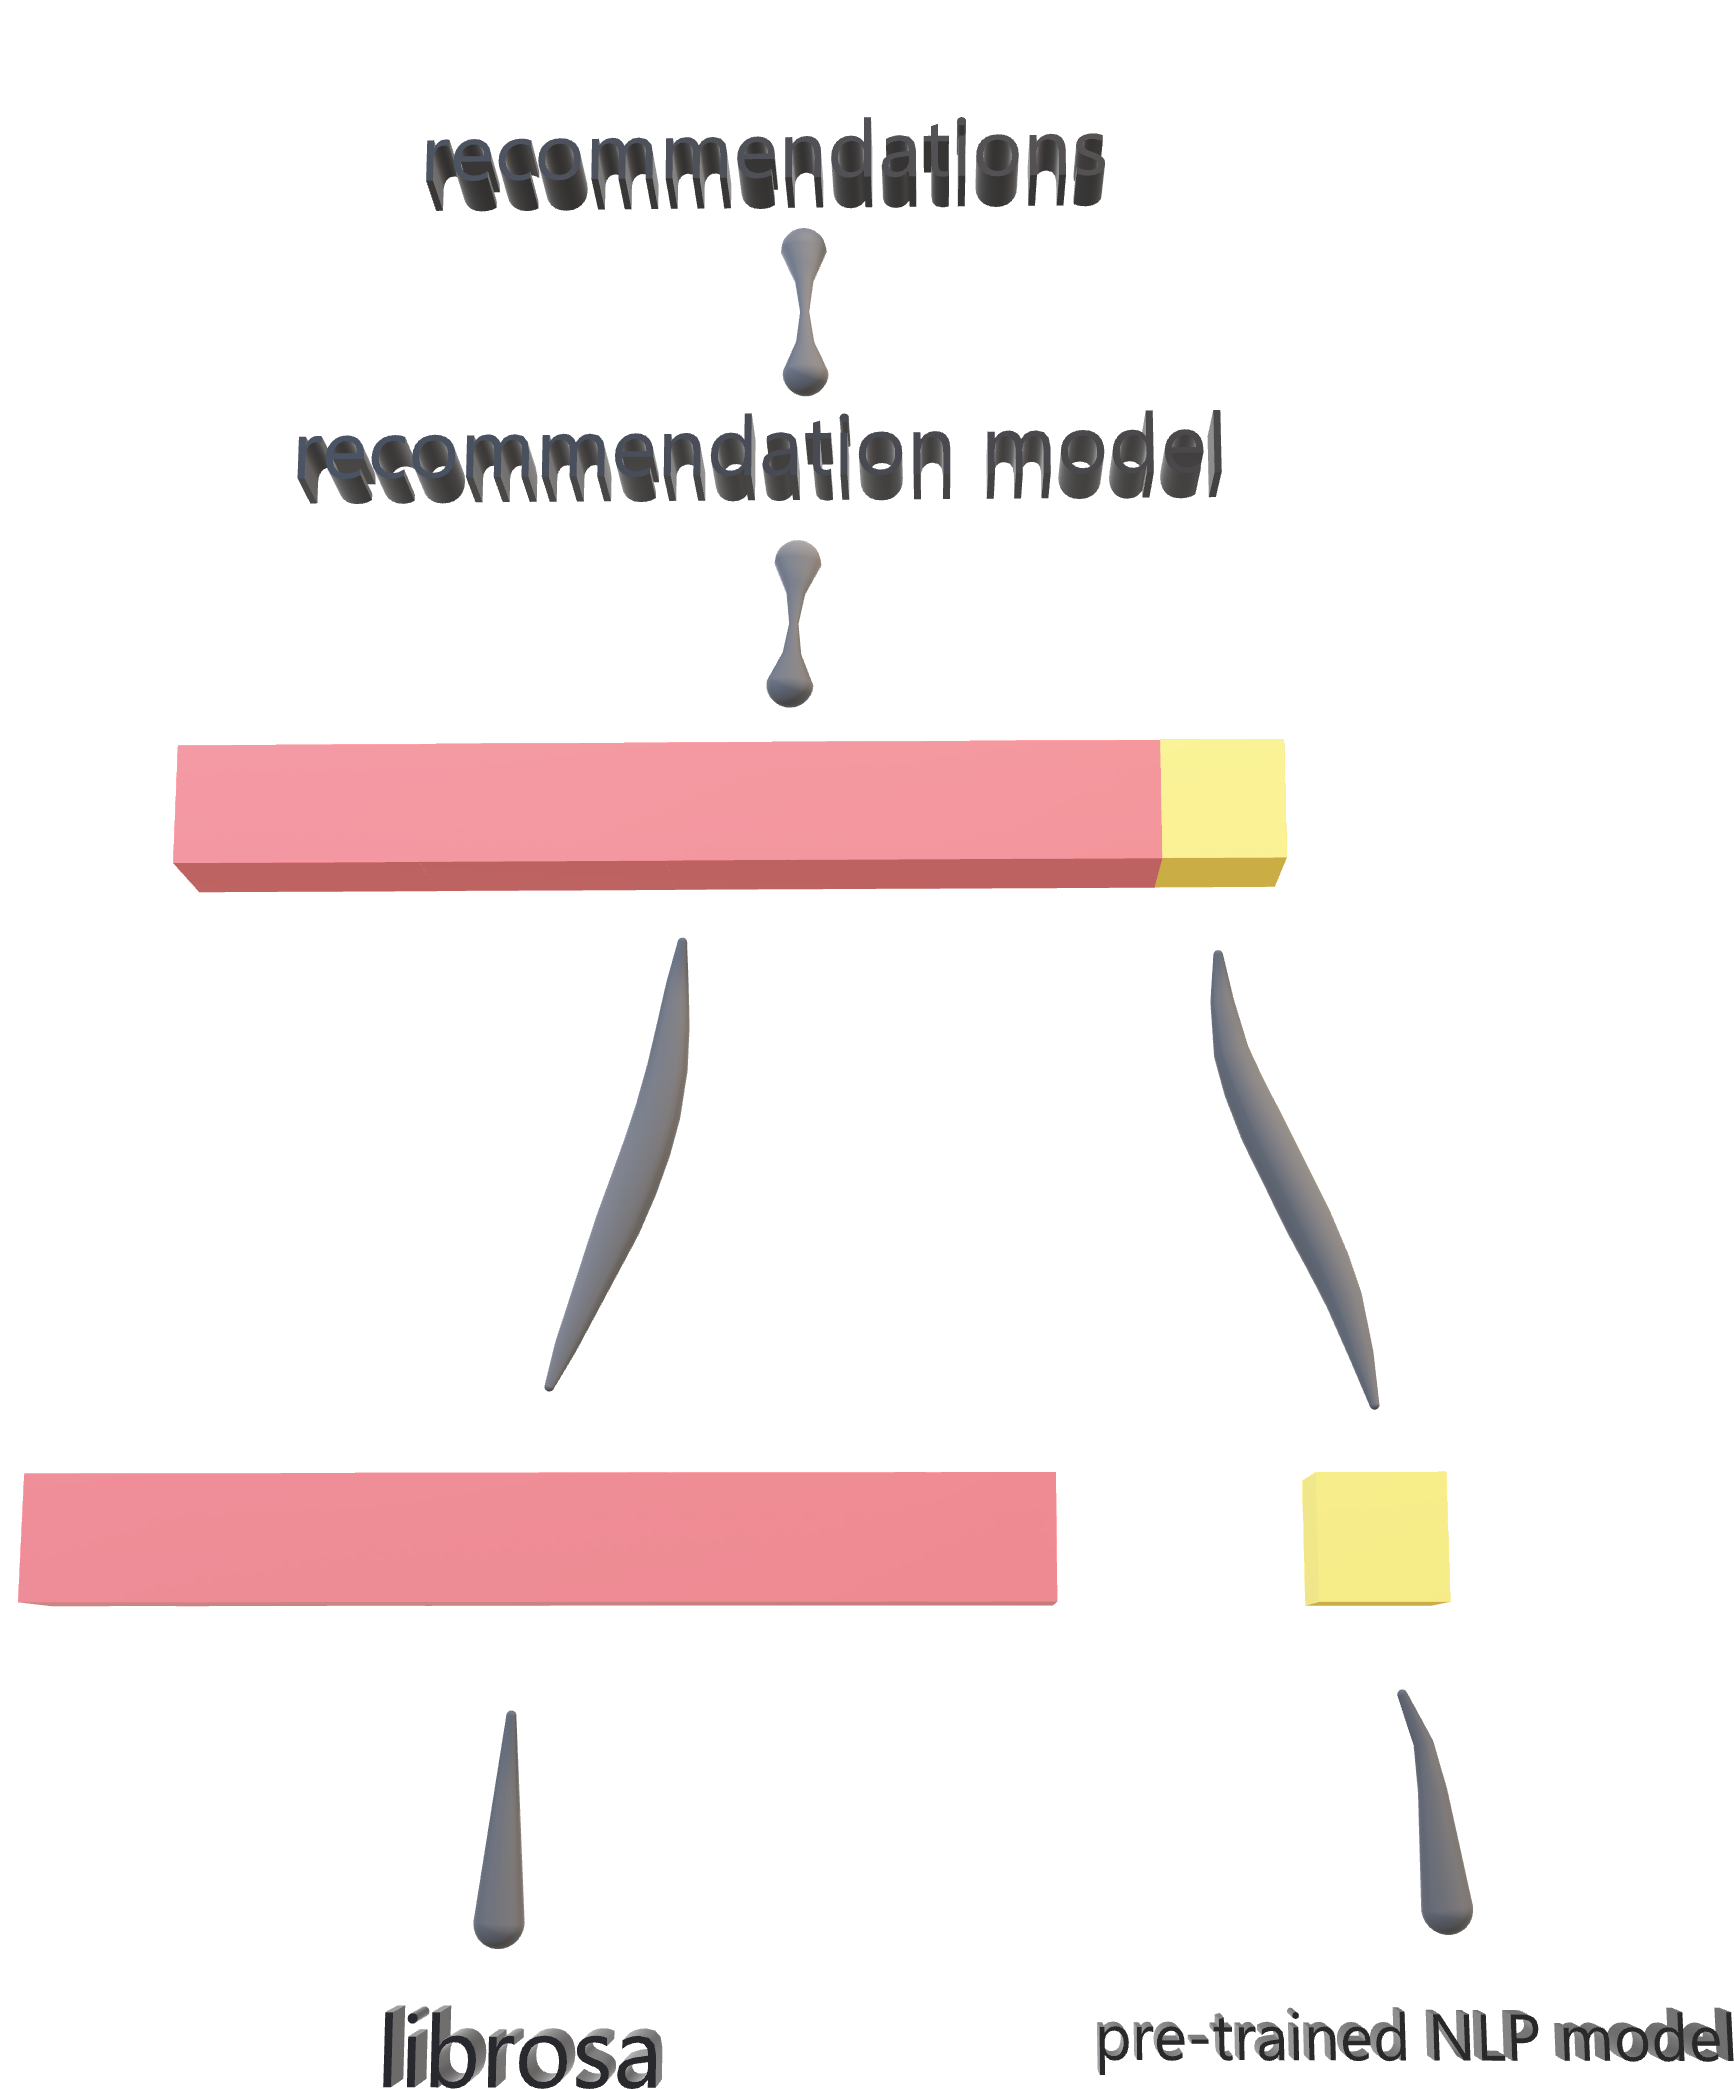 recommendations
recommendation model
librosa
pre-trained NLP model